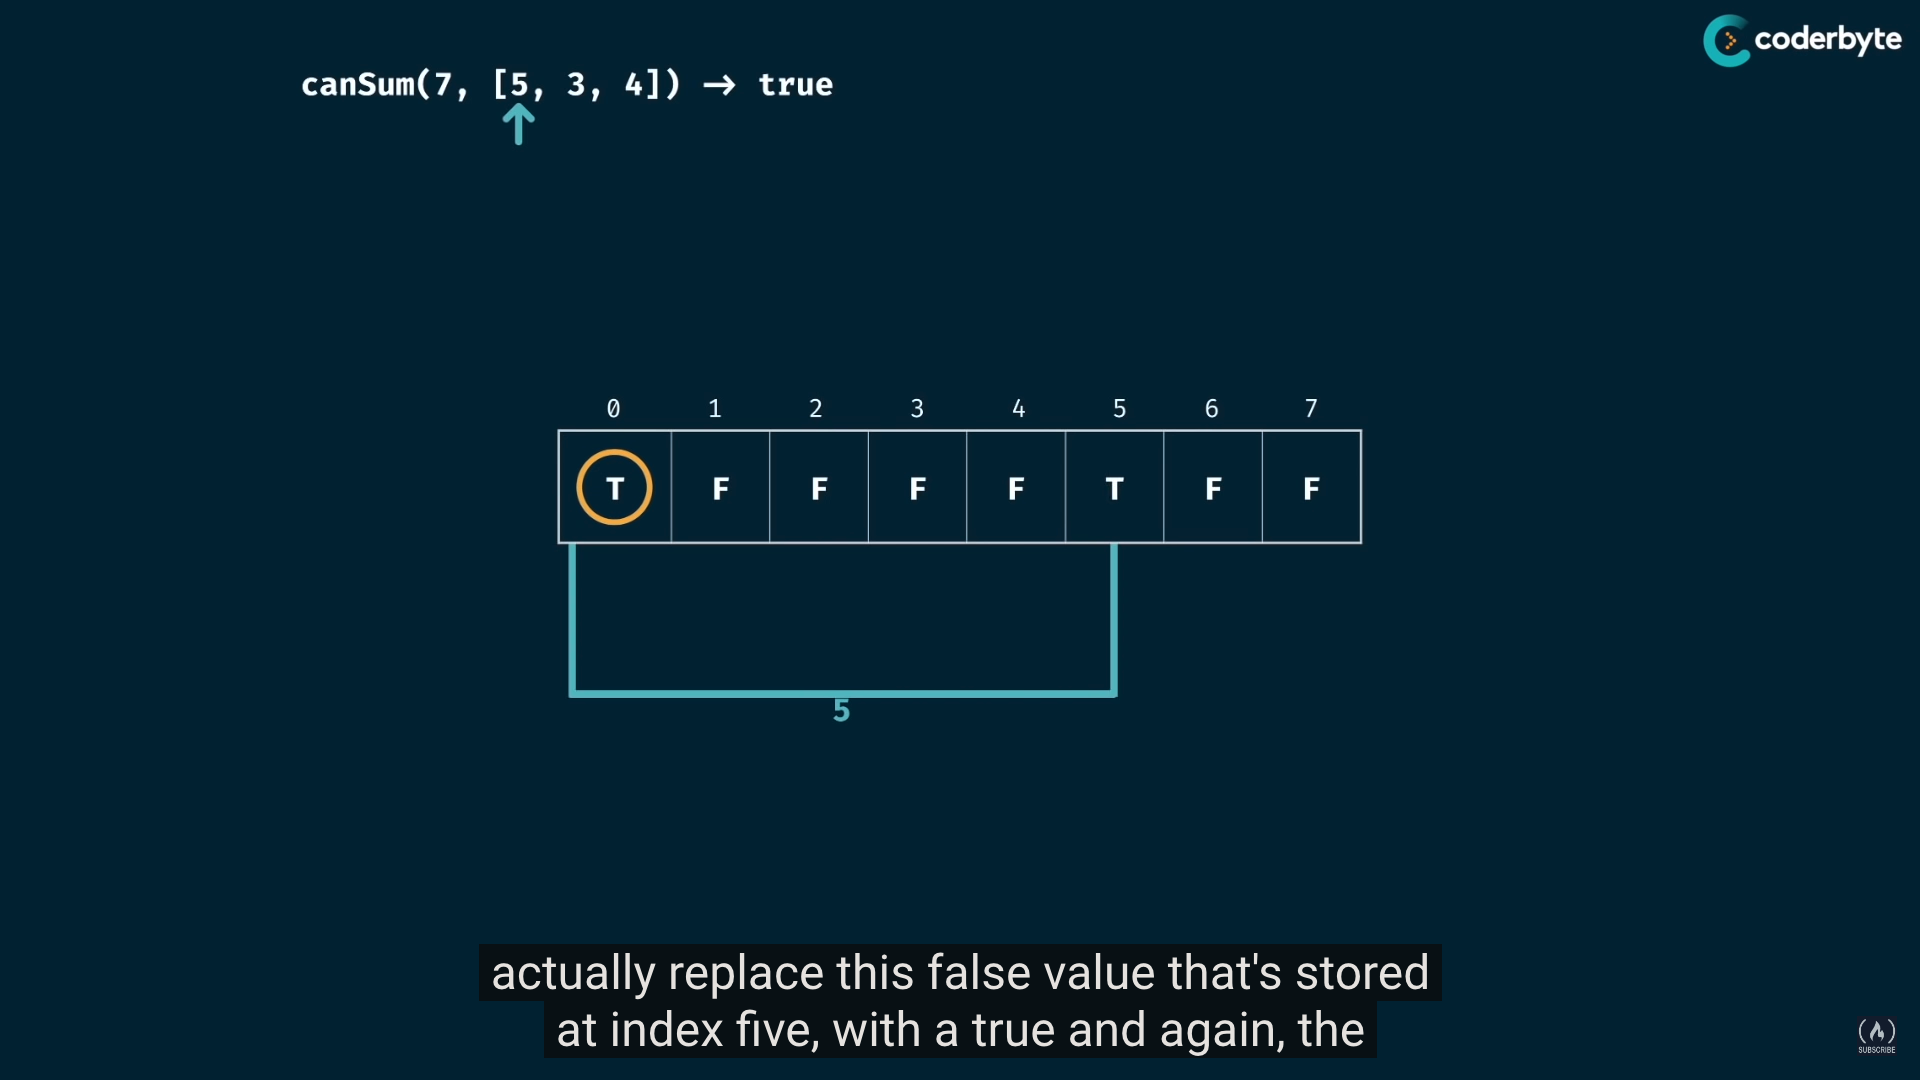 coderbyte
canSum(7, [5, 3, 4]) → true
0 1 2 3 4 5 6 7
T F F F F T F F
5
actually replace this false value that's stored
at index five, with a true and again, the
SUBSCRIBE